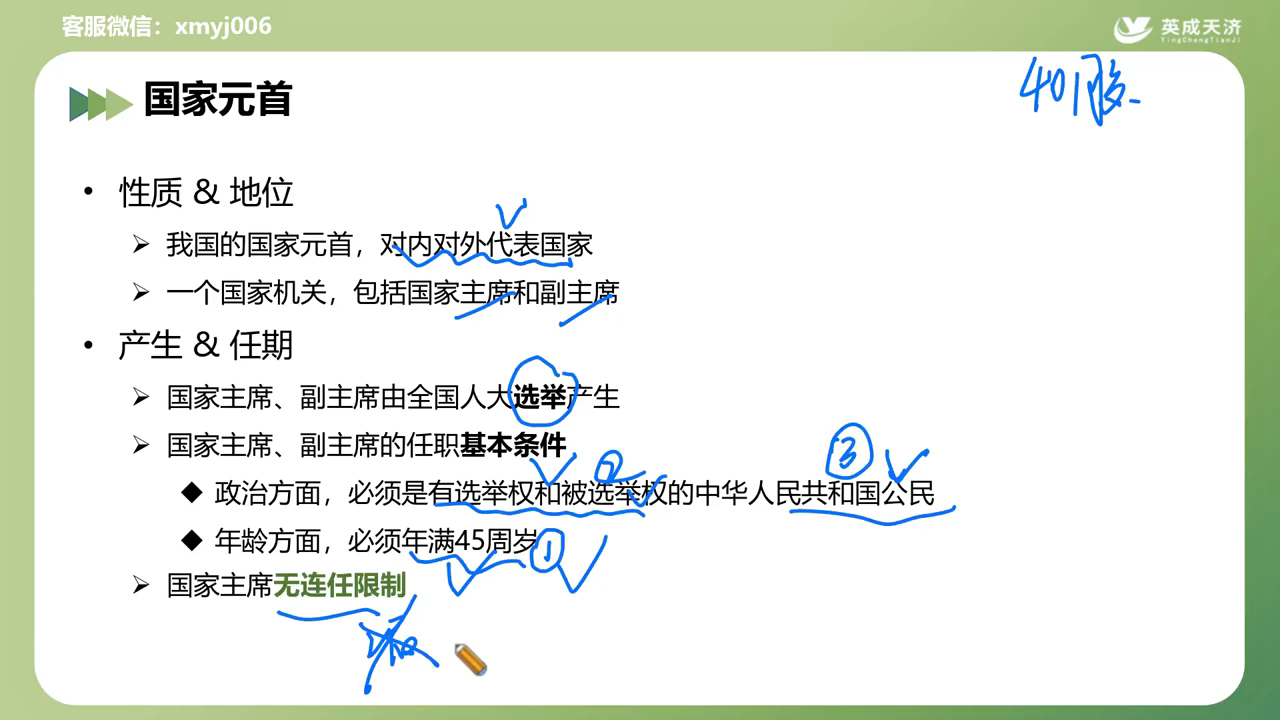 客服微信：xmyj006
英成天济
YingChengTianJi
国家元首
• 性质 & 地位
➢ 我国的国家元首，对内对外代表国家
➢ 一个国家机关，包括国家主席和副主席
• 产生 & 任期
➢ 国家主席、副主席由全国人大选举产生
➢ 国家主席、副主席的任职基本条件
②
③
◆ 政治方面，必须是有选举权和被选举权的中华人民共和国公民
◆ 年龄方面，必须年满45周岁 ①
➢ 国家主席无连任限制